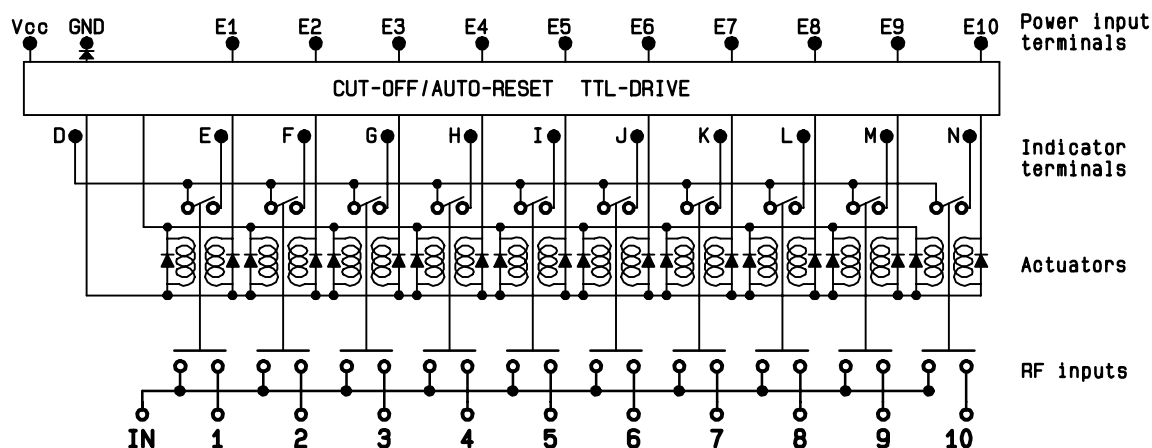 Vcc GND E1 E2 E3 E4 E5 E6 E7 E8 E9 E10 Power input
terminals
CUT-OFF/AUTO-RESET TTL-DRIVE
D E F G H I J K L M N Indicator
terminals
Actuators
RF inputs
IN 1 2 3 4 5 6 7 8 9 10